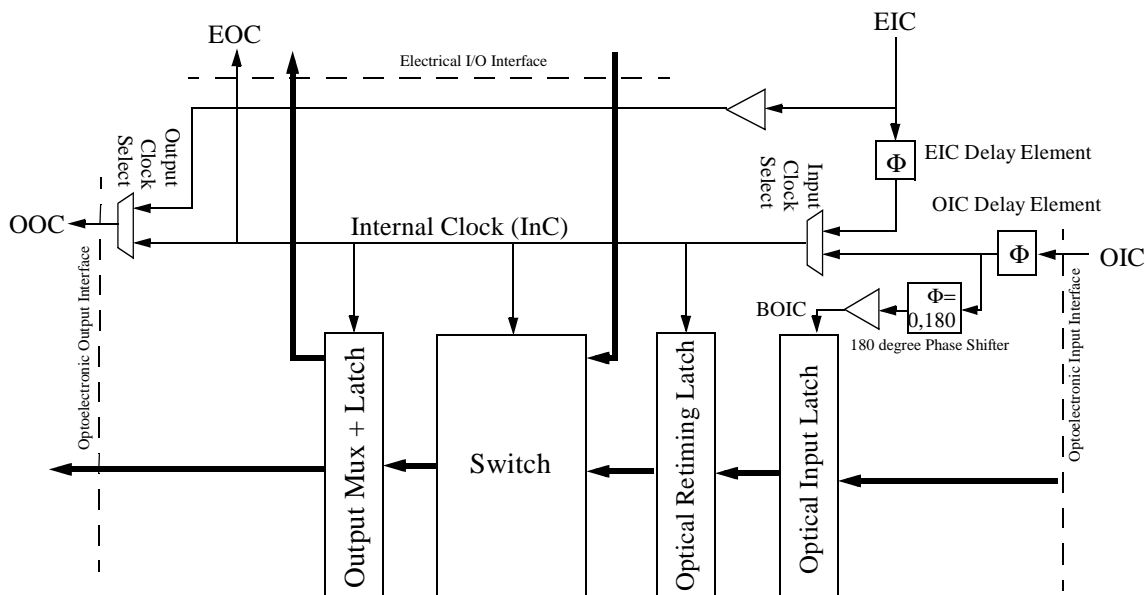 EOC
EIC
Electrical I/O Interface
Output
Clock
Select
Input
Clock
Select
Φ
EIC Delay Element
OIC Delay Element
OOC
Internal Clock (InC)
Φ
OIC
BOIC
Φ=
0,180
180 degree Phase Shifter
Optoelectronic Output Interface
Optoelectronic Input Interface
Output Mux + Latch
Switch
Optical Retiming Latch
Optical Input Latch